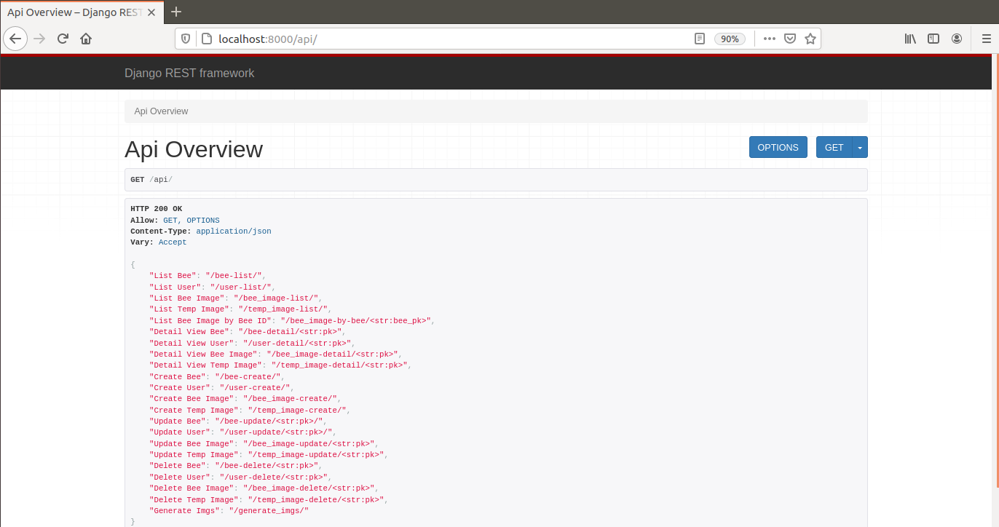 Api Overview – Django REST
localhost:8000/api/
90%
Django REST framework
Api Overview
Api Overview
OPTIONS
GET
GET /api/
HTTP 200 OK
Allow: GET, OPTIONS
Content-Type: application/json
Vary: Accept
{
    "List Bee": "/bee-list/",
    "List User": "/user-list/",
    "List Bee Image": "/bee_image-list/",
    "List Temp Image": "/temp_image-list/",
    "List Bee Image by Bee ID": "/bee_image-by-bee/<str:bee_pk>",
    "Detail View Bee": "/bee-detail/<str:pk>",
    "Detail View User": "/user-detail/<str:pk>",
    "Detail View Bee Image": "/bee_image-detail/<str:pk>",
    "Detail View Temp Image": "/temp_image-detail/<str:pk>",
    "Create Bee": "/bee-create/",
    "Create User": "/user-create/",
    "Create Bee Image": "/bee_image-create/",
    "Create Temp Image": "/temp_image-create/",
    "Update Bee": "/bee-update/<str:pk>/",
    "Update User": "/user-update/<str:pk>/",
    "Update Bee Image": "/bee_image-update/<str:pk>",
    "Update Temp Image": "/temp_image-update/<str:pk>",
    "Delete Bee": "/bee-delete/<str:pk>",
    "Delete User": "/user-delete/<str:pk>",
    "Delete Bee Image": "/bee_image-delete/<str:pk>",
    "Delete Temp Image": "/temp_image-delete/<str:pk>",
    "Generate Imgs": "/generate_imgs/"
}